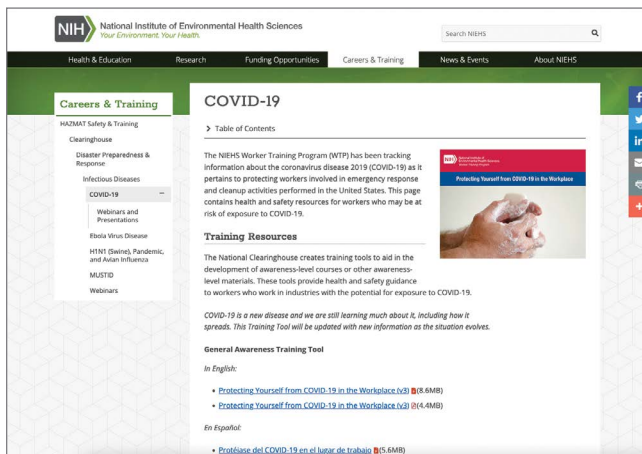 NIH
National Institute of Environmental Health Sciences
Your Environment. Your Health.
Search NIEHS
Health & Education
Research
Funding Opportunities
Careers & Training
News & Events
About NIEHS
Careers & Training
HAZMAT Safety & Training
Clearinghouse
Disaster Preparedness &
Response
Infectious Diseases
COVID-19 −
Webinars and
Presentations
Ebola Virus Disease
H1N1 (Swine), Pandemic,
and Avian Influenza
MUSTID
Webinars
COVID-19
> Table of Contents
The NIEHS Worker Training Program (WTP) has been tracking
information about the coronavirus disease 2019 (COVID-19) as it
pertains to protecting workers involved in emergency response
and cleanup activities performed in the United States. This page
contains health and safety resources for workers who may be at
risk of exposure to COVID-19.
NIH
Protecting Yourself from COVID-19 in the Workplace
Training Resources
The National Clearinghouse creates training tools to aid in the
development of awareness-level courses or other awareness-
level materials. These tools provide health and safety guidance
to workers who work in industries with the potential for exposure to COVID-19.
COVID-19 is a new disease and we are still learning much about it, including how it
spreads. This Training Tool will be updated with new information as the situation evolves.
General Awareness Training Tool
In English:
• Protecting Yourself from COVID-19 in the Workplace (v3) (8.6MB)
• Protecting Yourself from COVID-19 in the Workplace (v3) (4.4MB)
En Español:
• Protéjase del COVID-19 en el lugar de trabajo (5.6MB)
f
in
+